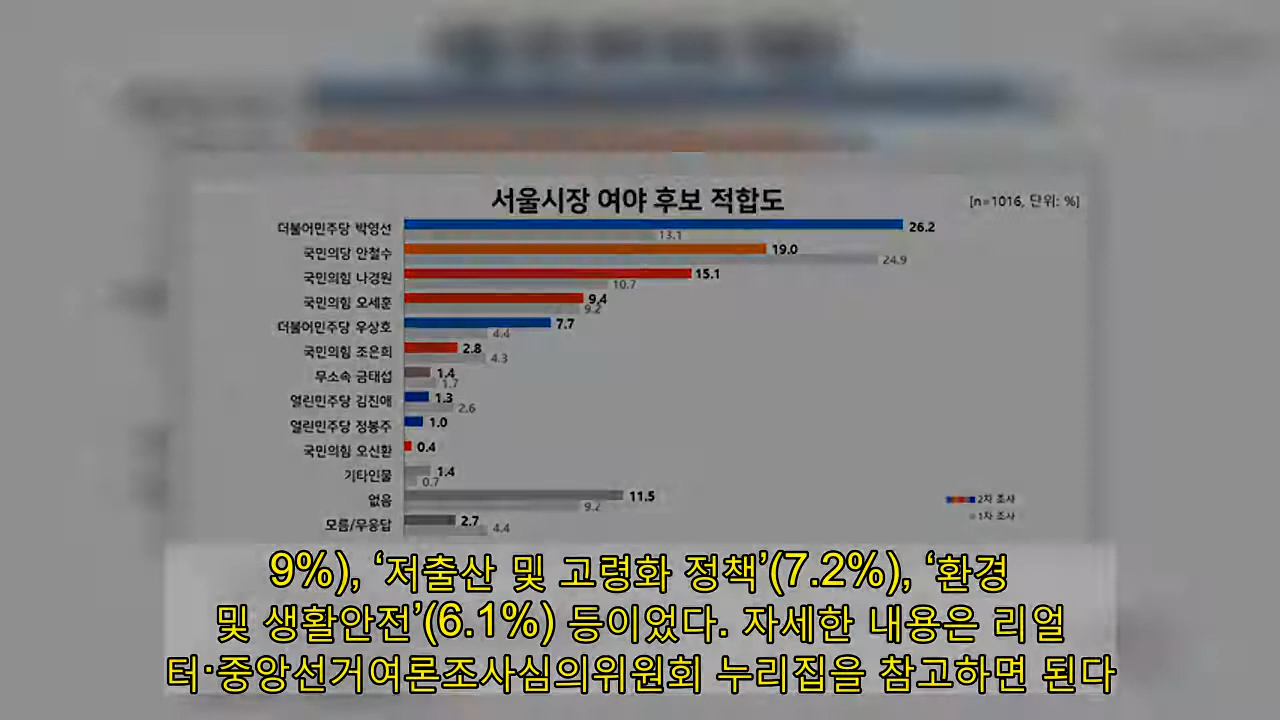 서울시장 여야 후보 적합도
[n=1016, 단위: %]
더불어민주당 박영선 26.2
13.1
국민의당 안철수 19.0
24.9
국민의힘 나경원 15.1
10.7
국민의힘 오세훈 9.4
9.2
더불어민주당 우상호 7.7
4.4
국민의힘 조은희 2.8
4.3
무소속 금태섭 1.4
1.7
열린민주당 김진애 1.3
2.6
열린민주당 정봉주 1.0
국민의힘 오신환 0.4
기타인물 1.4
0.7
없음 11.5
9.2
모름/무응답 2.7
4.4
2차 조사
1차 조사
9%), ‘저출산 및 고령화 정책’(7.2%), ‘환경
및 생활안전’(6.1%) 등이었다. 자세한 내용은 리얼
터·중앙선거여론조사심의위원회 누리집을 참고하면 된다